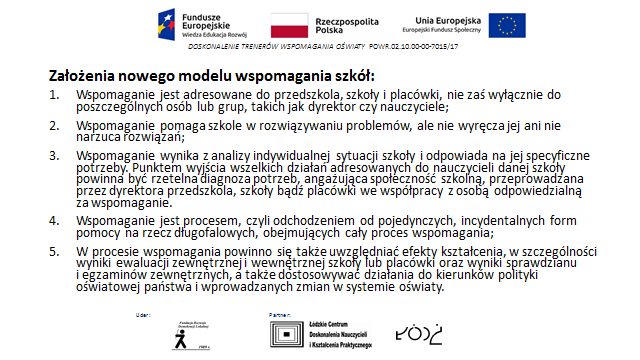 Fundusze
Europejskie
Wiedza Edukacja Rozwój
Rzeczpospolita
Polska
Unia Europejska
Europejski Fundusz Społeczny
DOSKONALENIE TRENERÓW WSPOMAGANIA OŚWIATY POWR.02.10.00-00-7015/17
Założenia nowego modelu wspomagania szkół:
1. Wspomaganie jest adresowane do przedszkola, szkoły i placówki, nie zaś wyłącznie do
poszczególnych osób lub grup, takich jak dyrektor czy nauczyciele;
2. Wspomaganie pomaga szkole w rozwiązywaniu problemów, ale nie wyręcza jej ani nie
narzuca rozwiązań;
3. Wspomaganie wynika z analizy indywidualnej sytuacji szkoły i odpowiada na jej specyficzne
potrzeby. Punktem wyjścia wszelkich działań adresowanych do nauczycieli danej szkoły
powinna być rzetelna diagnoza potrzeb, angażująca społeczność szkolną, przeprowadzana
przez dyrektora przedszkola, szkoły bądź placówki we współpracy z osobą odpowiedzialną
za wspomaganie.
4. Wspomaganie jest procesem, czyli odchodzeniem od pojedynczych, incydentalnych form
pomocy na rzecz długofalowych, obejmujących cały proces wspomagania;
5. W procesie wspomagania powinno się także uwzględniać efekty kształcenia, w szczególności
wyniki ewaluacji zewnętrznej i wewnętrznej szkoły lub placówki oraz wyniki sprawdzianu
i egzaminów zewnętrznych, a także dostosowywać działania do kierunków polityki
oświatowej państwa i wprowadzanych zmian w systemie oświaty.
Lider:
Partner:
Fundacja Rozwoju
Demokracji Lokalnej
Łódzkie Centrum
Doskonalenia Nauczycieli
i Kształcenia Praktycznego